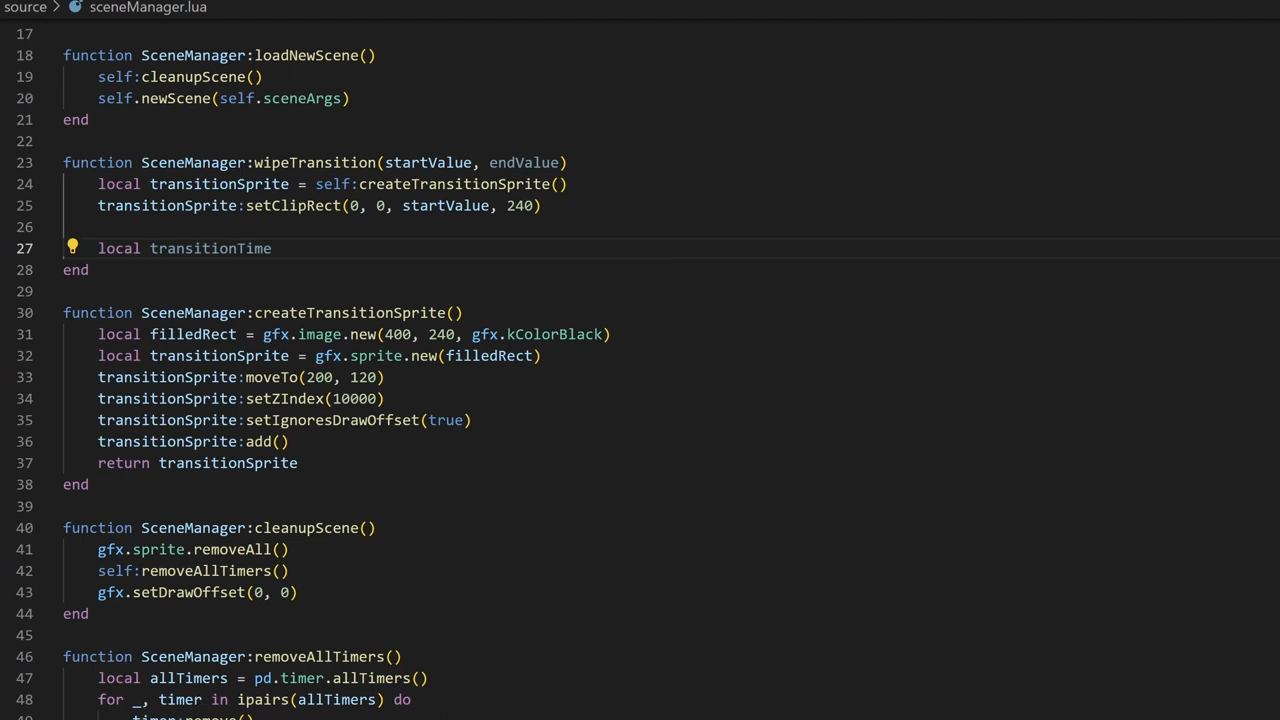 source > sceneManager.lua
17
18 function SceneManager:loadNewScene()
19 self:cleanupScene()
20 self.newScene(self.sceneArgs)
21 end
22
23 function SceneManager:wipeTransition(startValue, endValue)
24 local transitionSprite = self:createTransitionSprite()
25 transitionSprite:setClipRect(0, 0, startValue, 240)
26
27 local transitionTime
28 end
29
30 function SceneManager:createTransitionSprite()
31 local filledRect = gfx.image.new(400, 240, gfx.kColorBlack)
32 local transitionSprite = gfx.sprite.new(filledRect)
33 transitionSprite:moveTo(200, 120)
34 transitionSprite:setZIndex(10000)
35 transitionSprite:setIgnoresDrawOffset(true)
36 transitionSprite:add()
37 return transitionSprite
38 end
39
40 function SceneManager:cleanupScene()
41 gfx.sprite.removeAll()
42 self:removeAllTimers()
43 gfx.setDrawOffset(0, 0)
44 end
45
46 function SceneManager:removeAllTimers()
47 local allTimers = pd.timer.allTimers()
48 for _, timer in ipairs(allTimers) do
49 timer:remove()